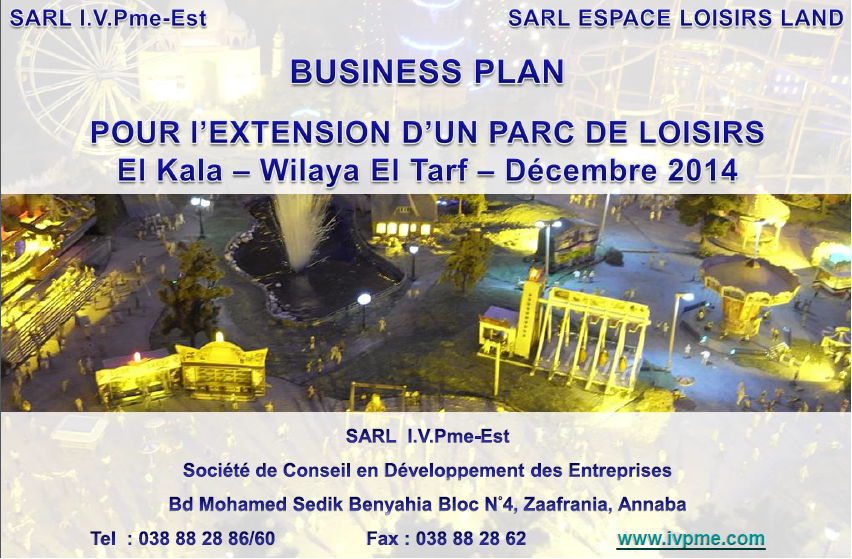 SARL I.V.Pme-Est SARL ESPACE LOISIRS LAND
BUSINESS PLAN
POUR l’EXTENSION D’UN PARC DE LOISIRS
El Kala – Wilaya El Tarf – Décembre 2014
SARL I.V.Pme-Est
Société de Conseil en Développement des Entreprises
Bd Mohamed Sedik Benyahia Bloc N°4, Zaafrania, Annaba
Tel : 038 88 28 86/60 Fax : 038 88 28 62 www.ivpme.com